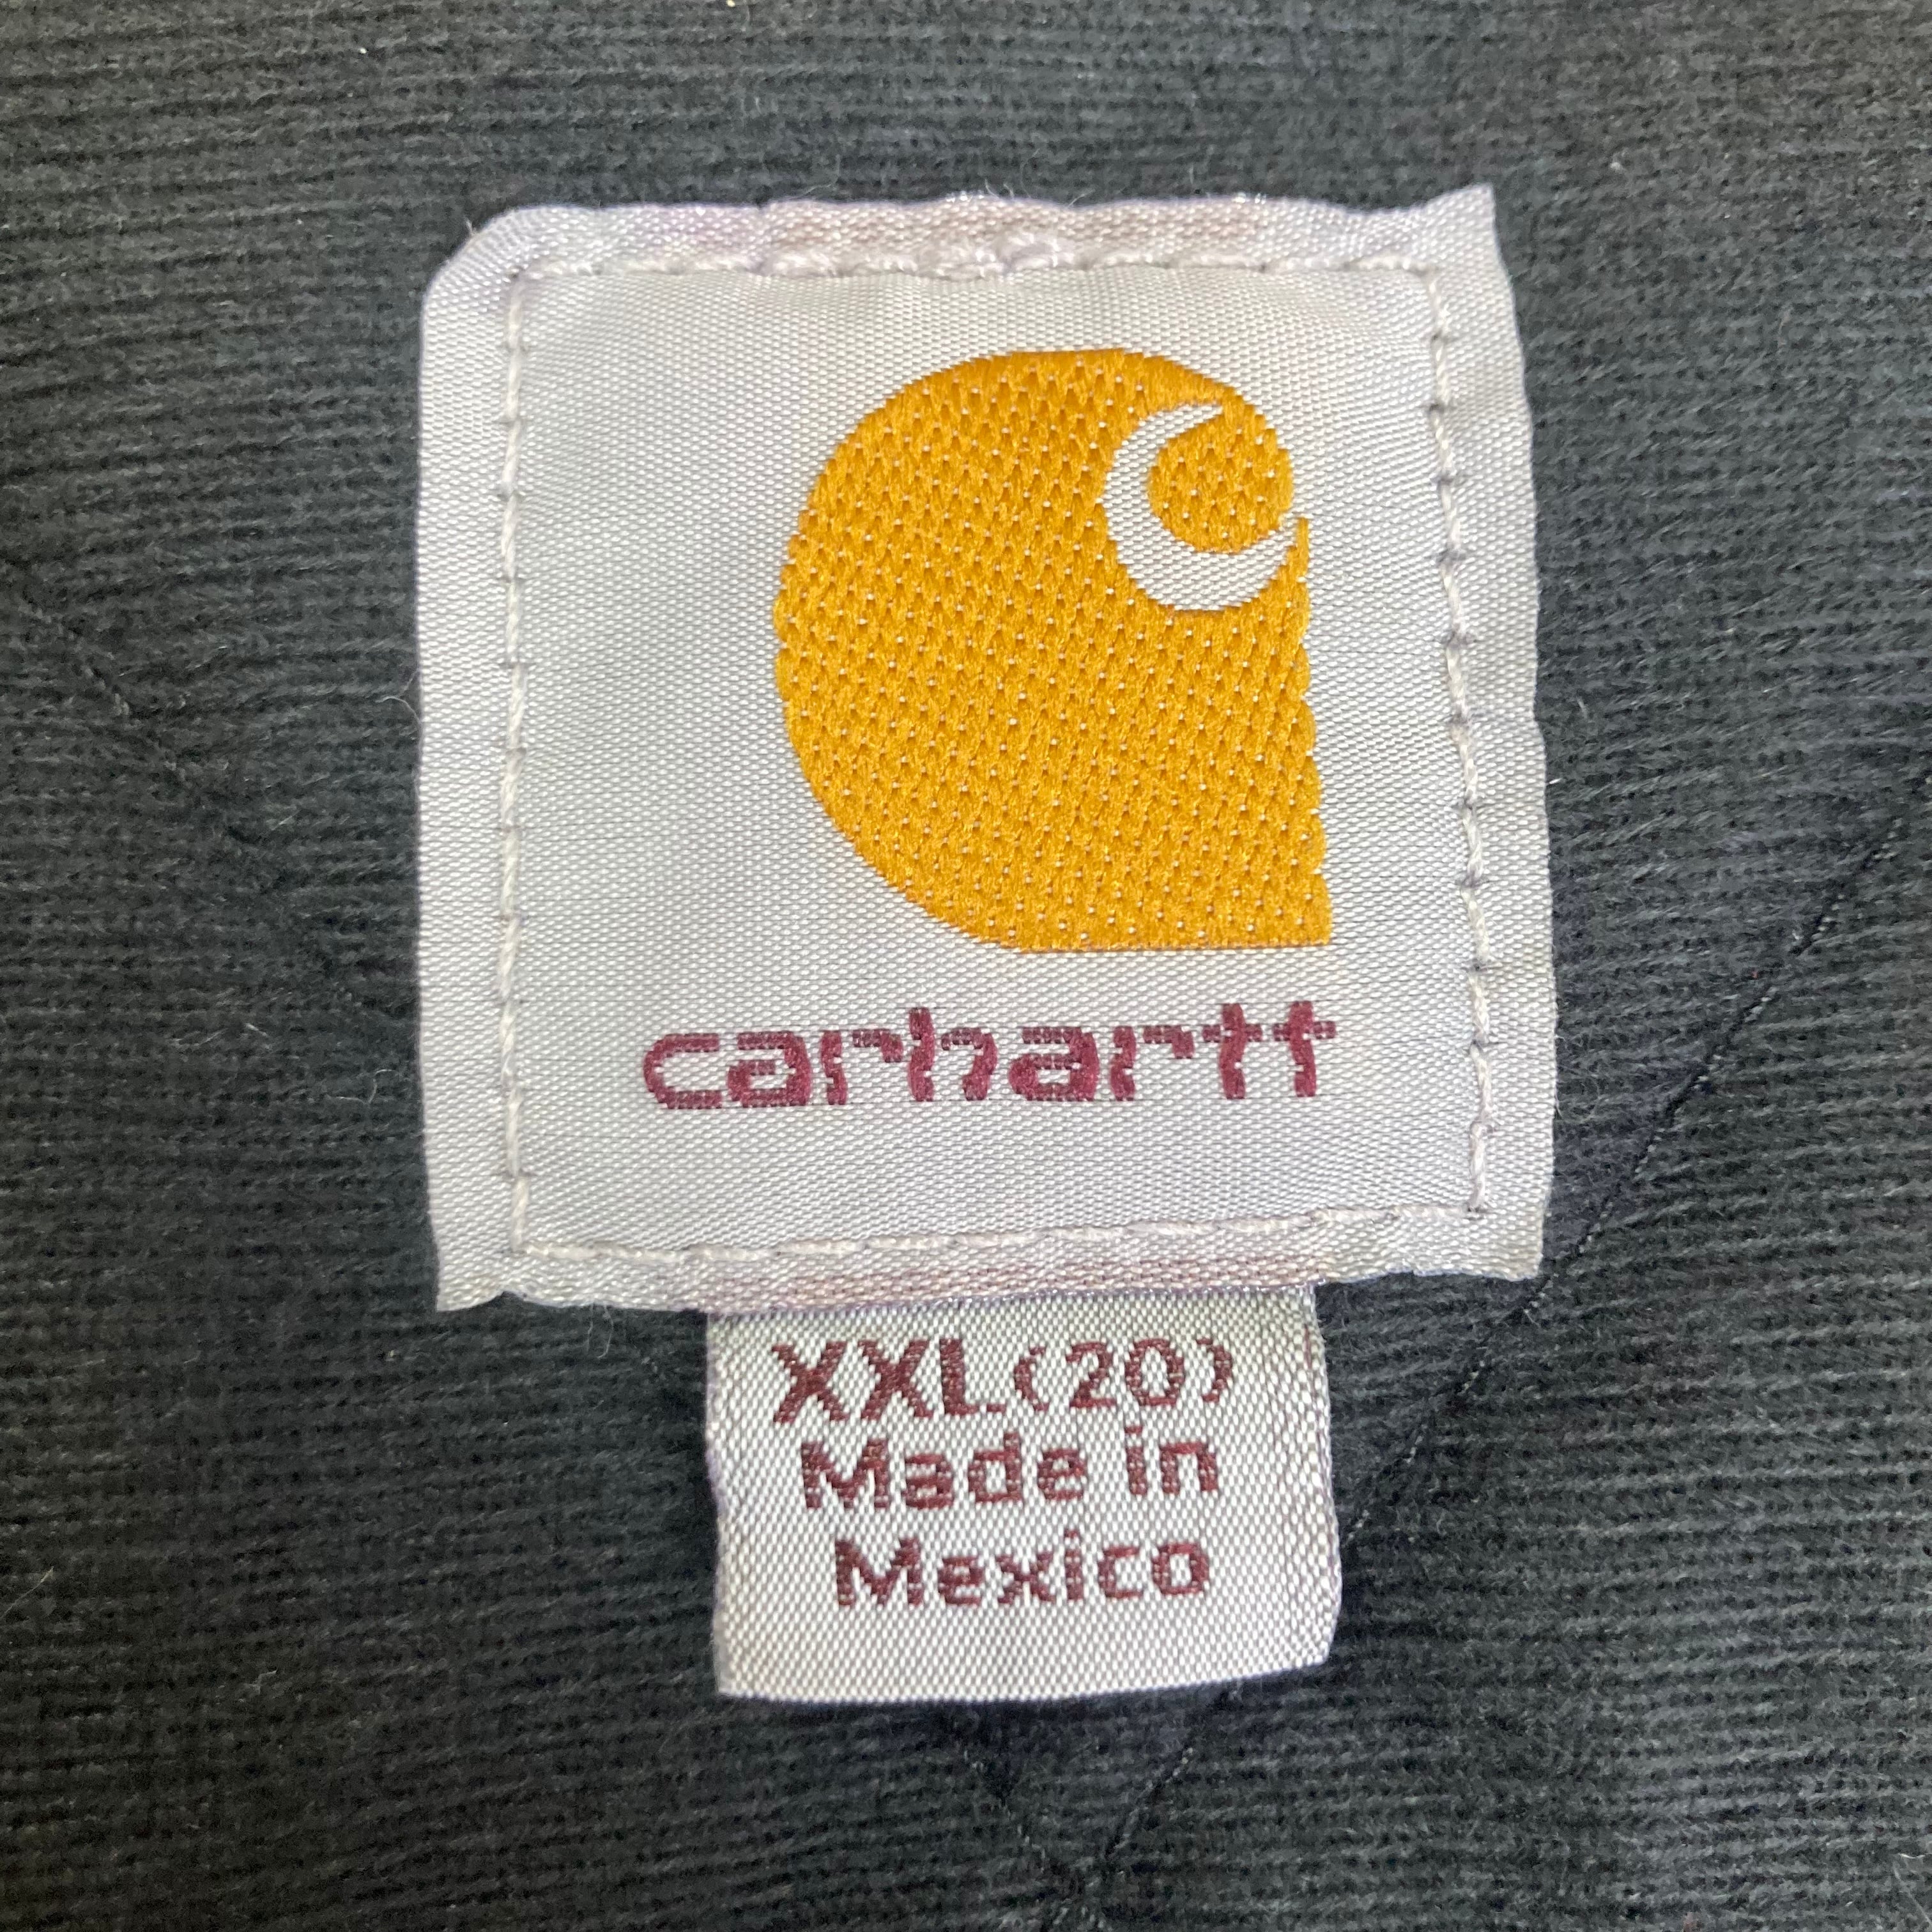 carhartt
XXL(20)
Made in
Mexico